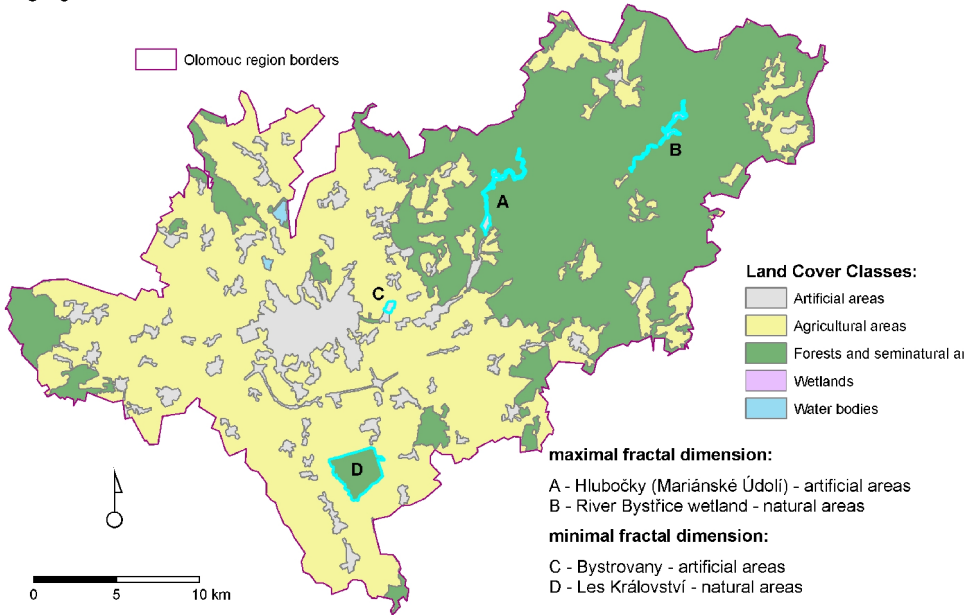 Olomouc region borders
A
B
C
D
Land Cover Classes:
Artificial areas
Agricultural areas
Forests and seminatural
Wetlands
Water bodies
maximal fractal dimension:
A - Hlubočky (Mariánské Údolí) - artificial areas
B - River Bystřice wetland - natural areas
minimal fractal dimension:
C - Bystrovany - artificial areas
D - Les Království - natural areas
0 5 10 km